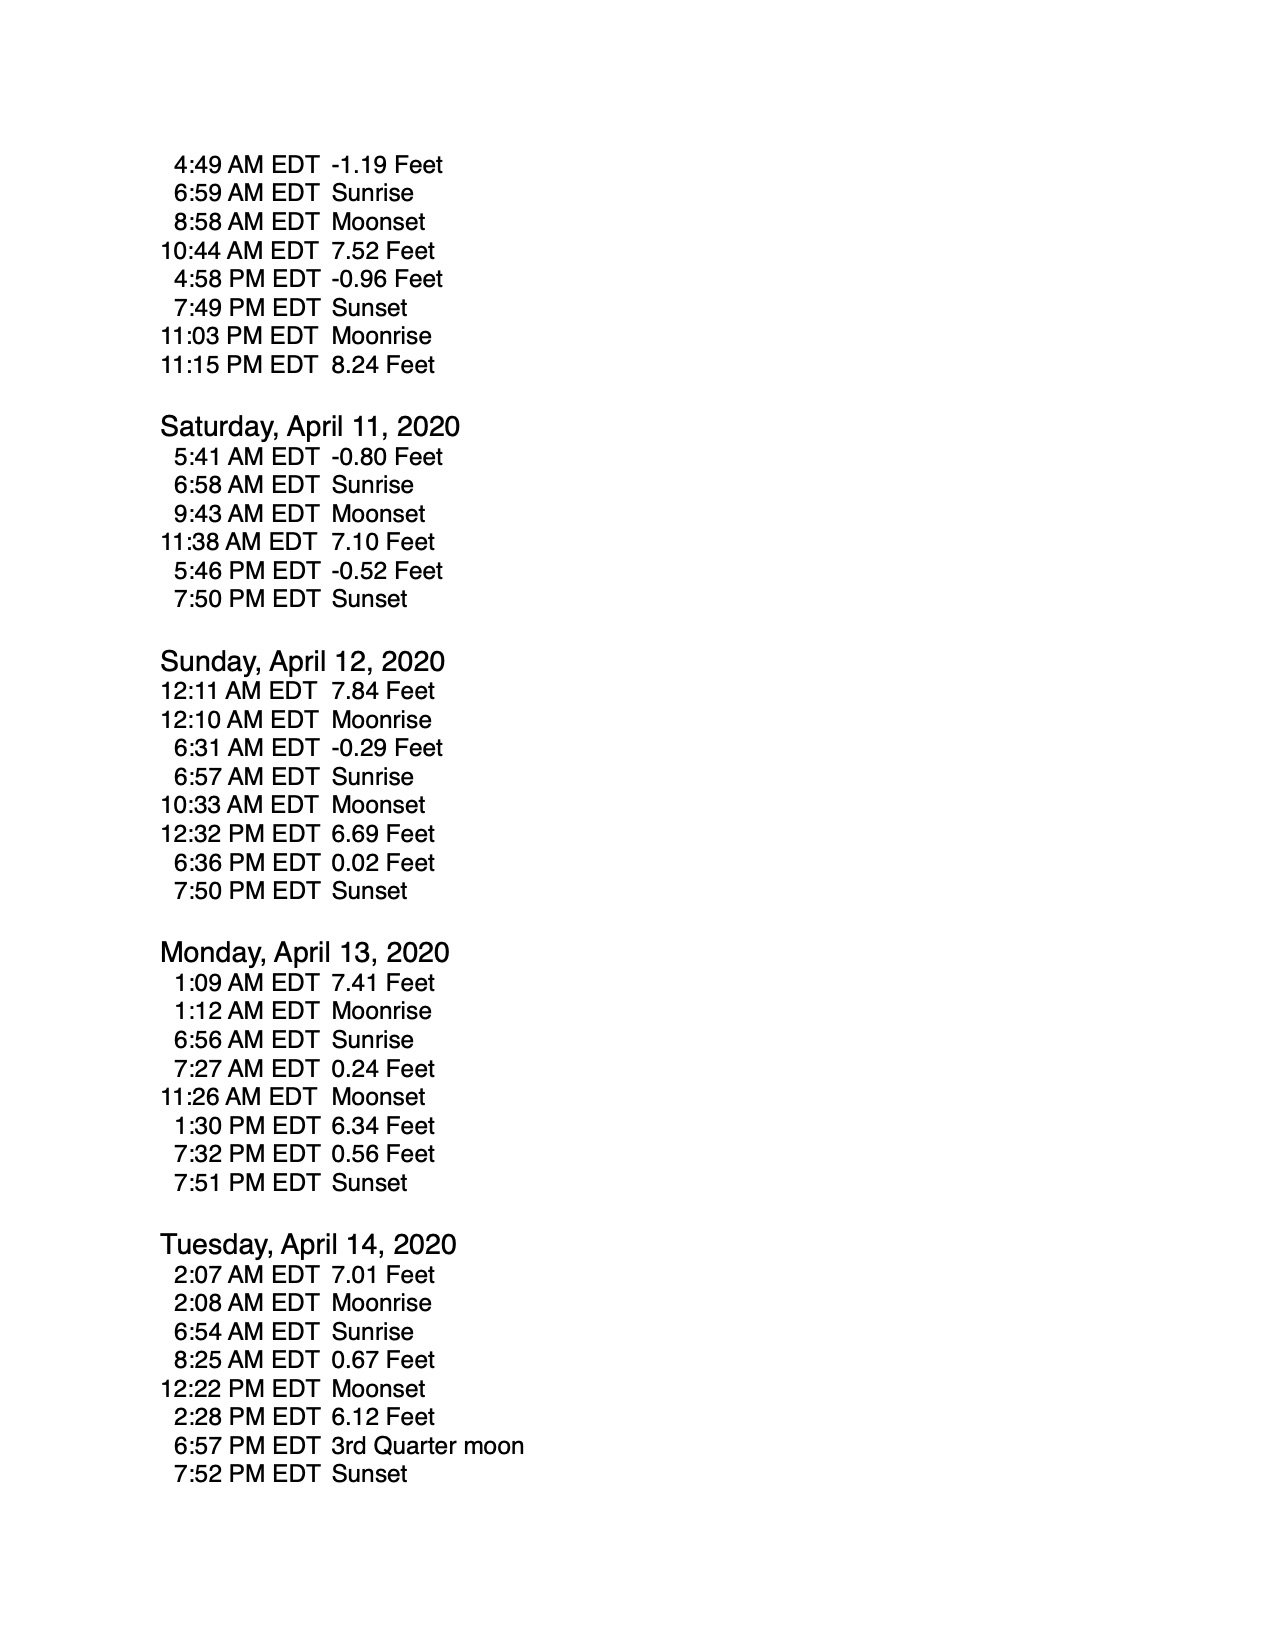 4:49 AM EDT -1.19 Feet
6:59 AM EDT Sunrise
8:58 AM EDT Moonset
10:44 AM EDT 7.52 Feet
4:58 PM EDT -0.96 Feet
7:49 PM EDT Sunset
11:03 PM EDT Moonrise
11:15 PM EDT 8.24 Feet
Saturday, April 11, 2020
5:41 AM EDT -0.80 Feet
6:58 AM EDT Sunrise
9:43 AM EDT Moonset
11:38 AM EDT 7.10 Feet
5:46 PM EDT -0.52 Feet
7:50 PM EDT Sunset
Sunday, April 12, 2020
12:11 AM EDT 7.84 Feet
12:10 AM EDT Moonrise
6:31 AM EDT -0.29 Feet
6:57 AM EDT Sunrise
10:33 AM EDT Moonset
12:32 PM EDT 6.69 Feet
6:36 PM EDT 0.02 Feet
7:50 PM EDT Sunset
Monday, April 13, 2020
1:09 AM EDT 7.41 Feet
1:12 AM EDT Moonrise
6:56 AM EDT Sunrise
7:27 AM EDT 0.24 Feet
11:26 AM EDT Moonset
1:30 PM EDT 6.34 Feet
7:32 PM EDT 0.56 Feet
7:51 PM EDT Sunset
Tuesday, April 14, 2020
2:07 AM EDT 7.01 Feet
2:08 AM EDT Moonrise
6:54 AM EDT Sunrise
8:25 AM EDT 0.67 Feet
12:22 PM EDT Moonset
2:28 PM EDT 6.12 Feet
6:57 PM EDT 3rd Quarter moon
7:52 PM EDT Sunset